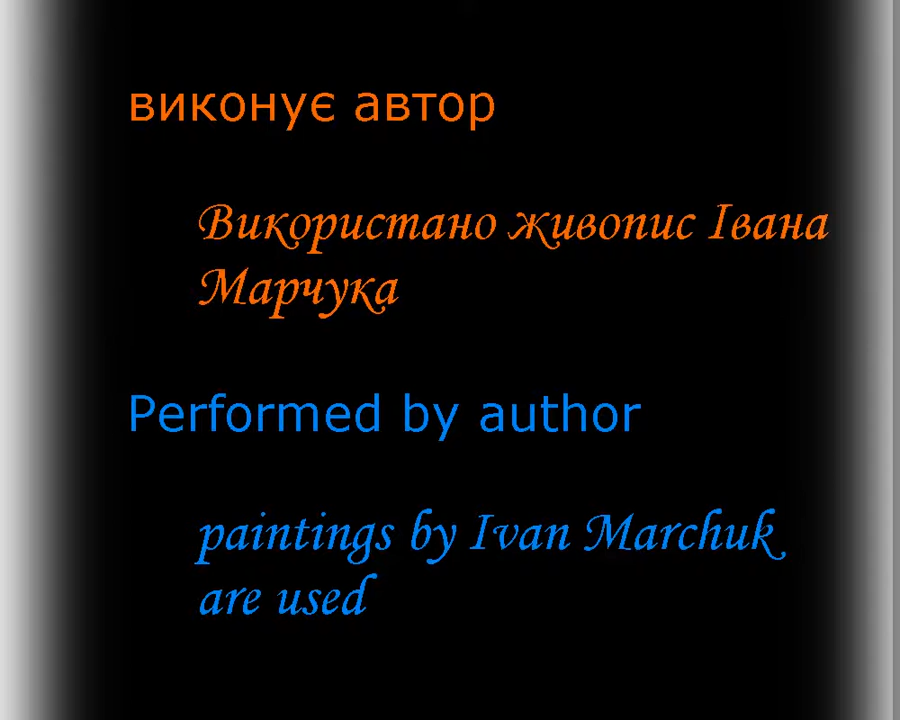 виконує автор
Використано живопис Івана
Марчука
Performed by author
paintings by Ivan Marchuk
are used